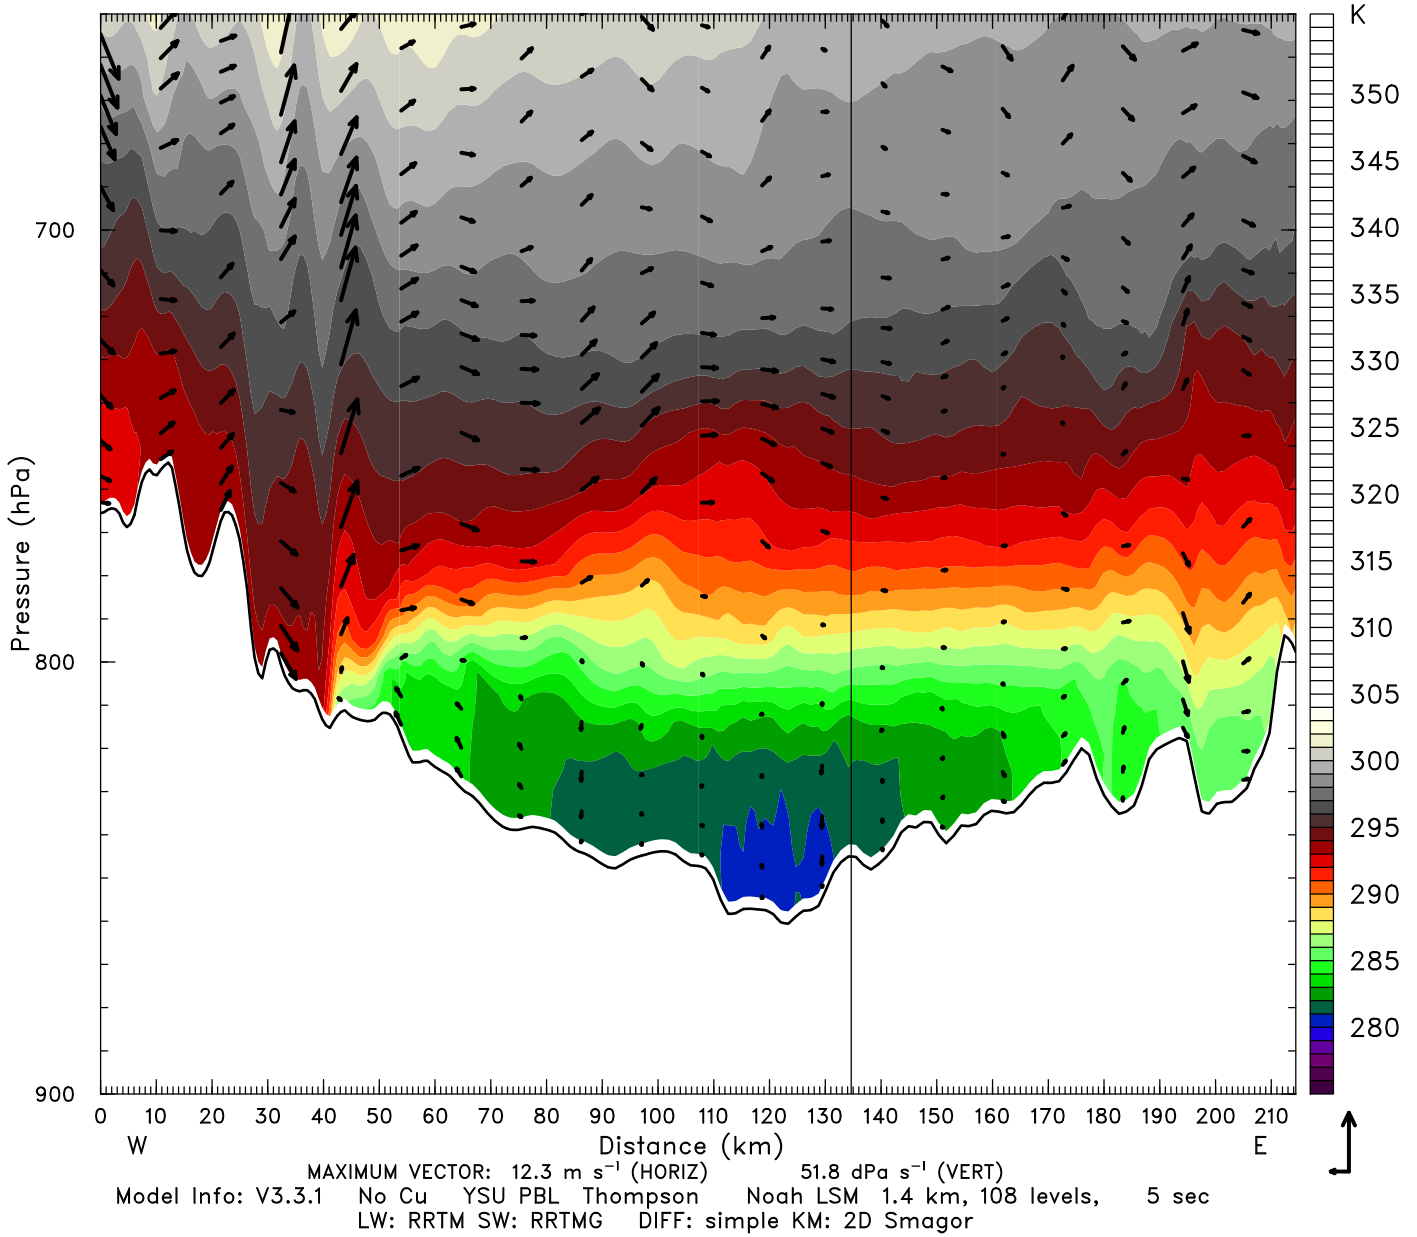 K
350
345
340
335
330
325
320
315
310
305
300
295
290
285
280
700
800
900
Pressure (hPa)
0 10 20 30 40 50 60 70 80 90 100 110 120 130 140 150 160 170 180 190 200 210
W Distance (km) E
MAXIMUM VECTOR: 12.3 m s⁻¹ (HORIZ) 51.8 dPa s⁻¹ (VERT)
Model Info: V3.3.1 No Cu YSU PBL Thompson Noah LSM 1.4 km, 108 levels, 5 sec
LW: RRTM SW: RRTMG DIFF: simple KM: 2D Smagor